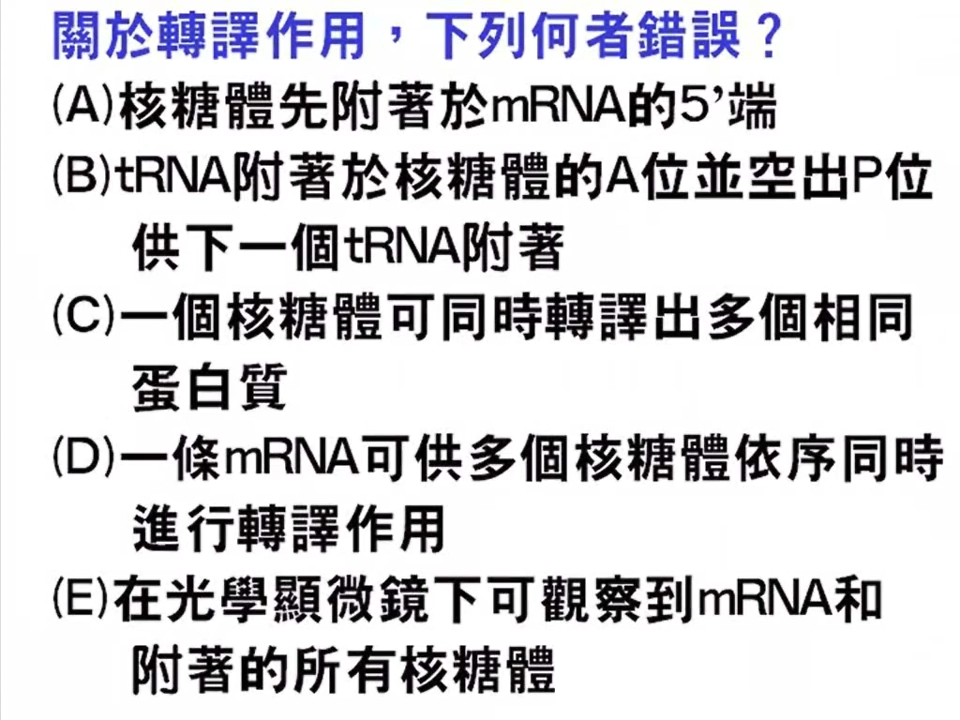 關於轉譯作用，下列何者錯誤？
(A)核糖體先附著於mRNA的5’端
(B)tRNA附著於核糖體的A位並空出P位
供下一個tRNA附著
(C)一個核糖體可同時轉譯出多個相同
蛋白質
(D)一條mRNA可供多個核糖體依序同時
進行轉譯作用
(E)在光學顯微鏡下可觀察到mRNA和
附著的所有核糖體